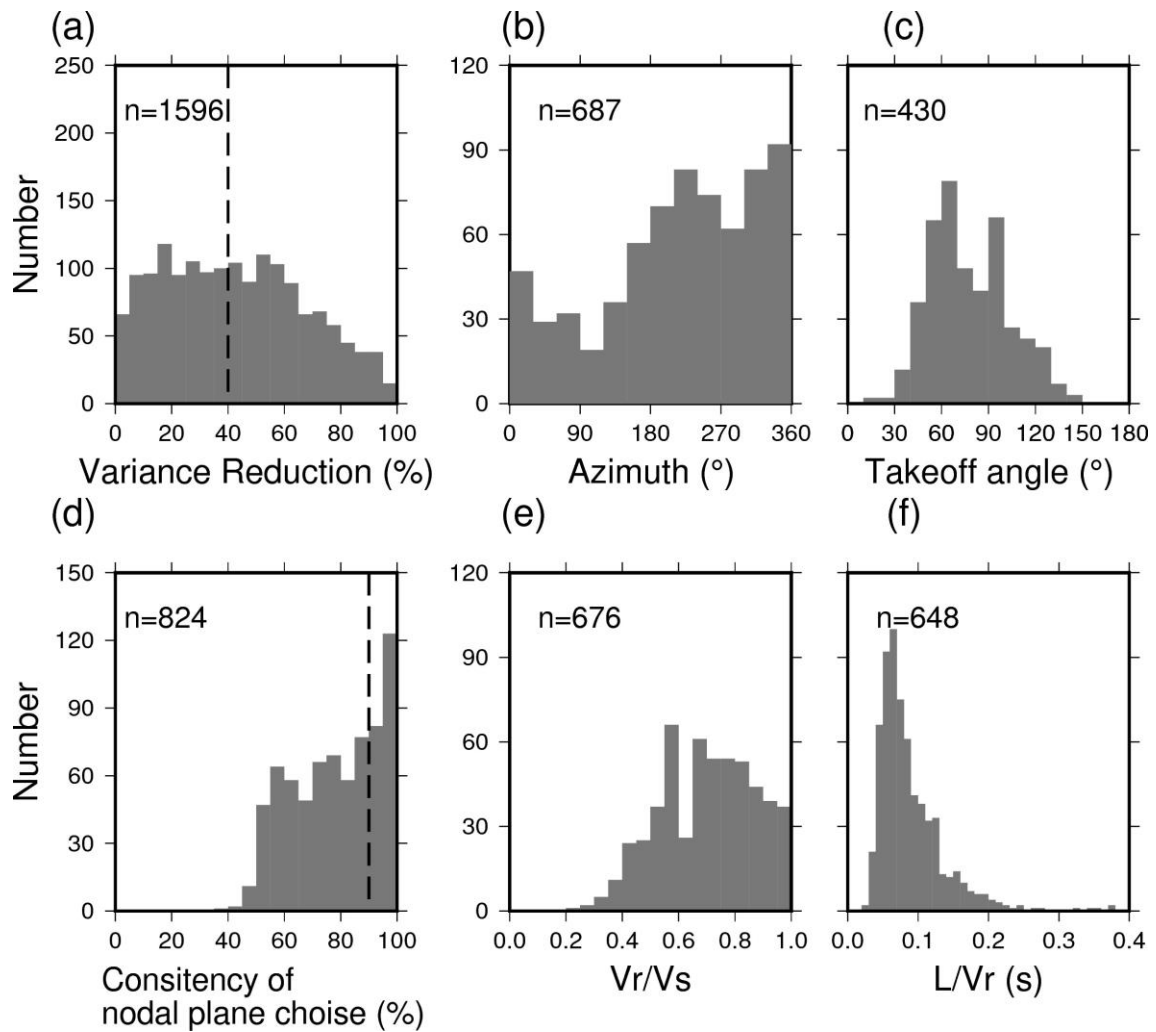 (a)
250
200
150
100
50
0
n=1596
Number
0 20 40 60 80 100
Variance Reduction (%)
(b)
120
90
60
30
0
n=687
0 90 180 270 360
Azimuth (°)
(c)
n=430
0 30 60 90 120 150 180
Takeoff angle (°)
(d)
150
120
90
60
30
0
n=824
Number
0 20 40 60 80 100
Consitency of
nodal plane choise (%)
(e)
120
90
60
30
0
n=676
0.0 0.2 0.4 0.6 0.8 1.0
Vr/Vs
(f)
n=648
0.0 0.1 0.2 0.3 0.4
L/Vr (s)